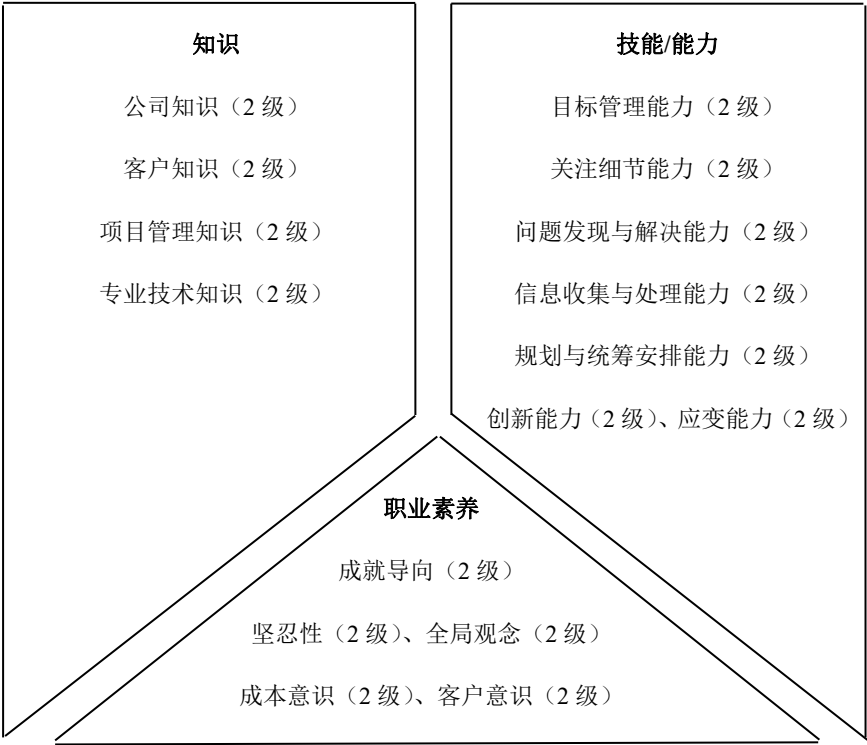 知识
公司知识（2 级）
客户知识（2 级）
项目管理知识（2 级）
专业技术知识（2 级）
技能/能力
目标管理能力（2 级）
关注细节能力（2 级）
问题发现与解决能力（2 级）
信息收集与处理能力（2 级）
规划与统筹安排能力（2 级）
创新能力（2 级）、应变能力（2 级）
职业素养
成就导向（2 级）
坚忍性（2 级）、全局观念（2 级）
成本意识（2 级）、客户意识（2 级）